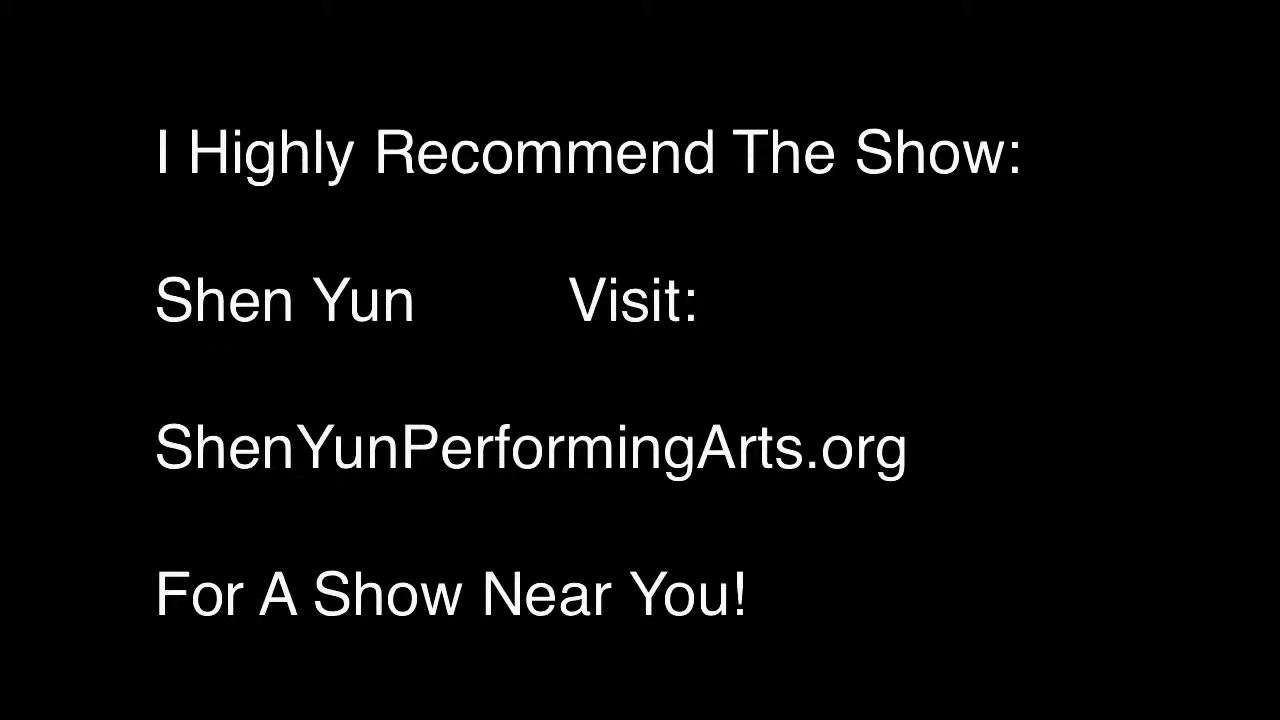 I Highly Recommend The Show:
Shen Yun Visit:
ShenYunPerformingArts.org
For A Show Near You!